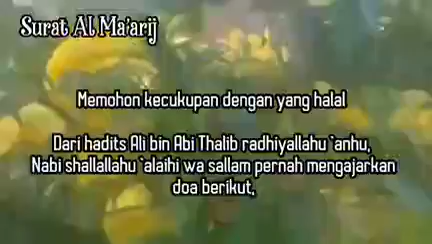 Surat Al Ma'arij
Memohon kecukupan dengan yang halal
Dari hadits Ali bin Abi Thalib radhiyallahu `anhu,
Nabi shallallahu `alaihi wa sallam pernah mengajarkan
doa berikut,